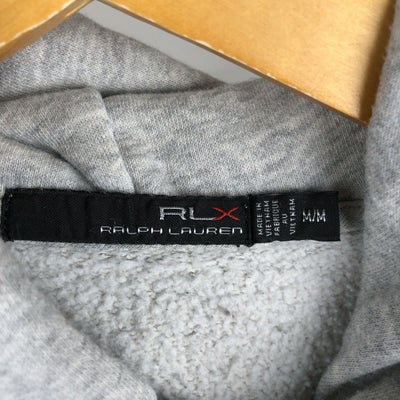 RLX
RALPH LAUREN
MADE IN
VIETNAM
FABRIQUE
AU
VIETNAM
M/M